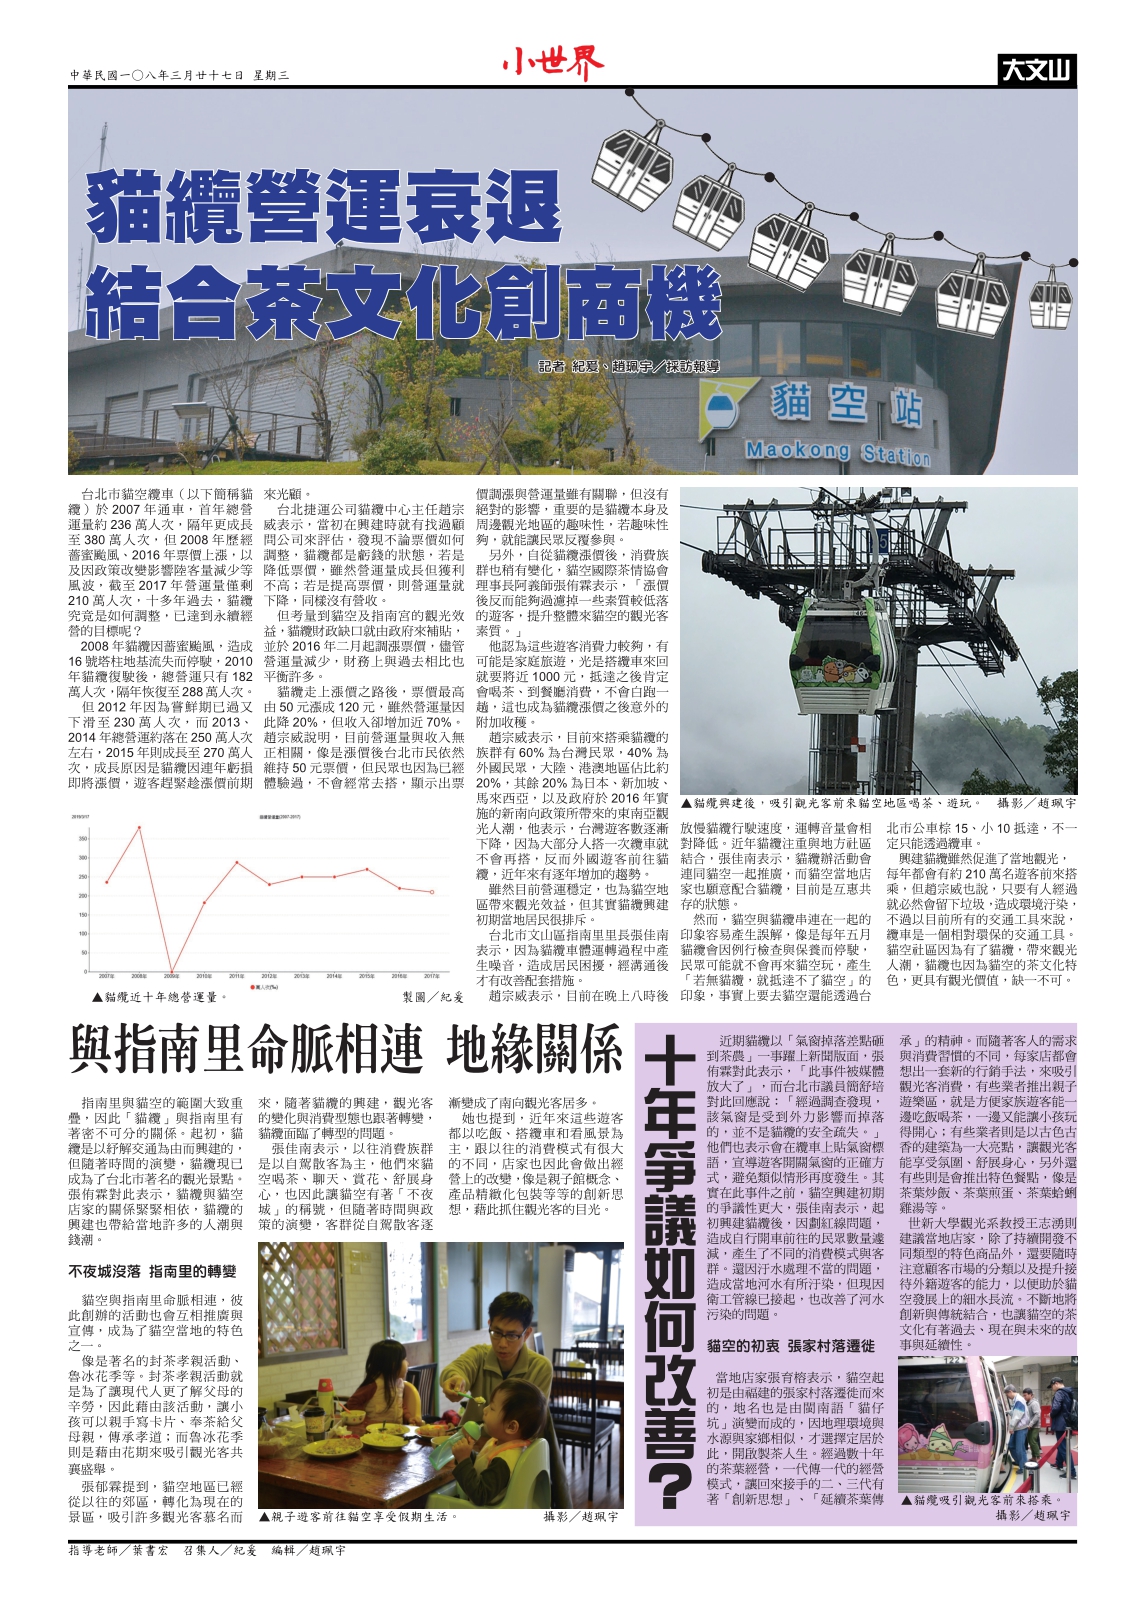 中華民國一〇八年三月廿十七日 星期三
小世界
大文山
貓纜營運衰退
結合茶文化創商機
記者 紀爰、趙珮宇／採訪報導
貓空站
Maokong Station
台北市貓空纜車（以下簡稱貓
纜）於 2007 年通車，首年總營
運量約 236 萬人次，隔年更成長
至 380 萬人次，但 2008 年歷經
薔蜜颱風、2016 年票價上漲，以
及因政策改變影響陸客量減少等
風波，截至 2017 年營運量僅剩
210 萬人次，十多年過去，貓纜
究竟是如何調整，已達到永續經
營的目標呢？
2008 年貓纜因薔蜜颱風，造成
16 號塔柱地基流失而停駛，2010
年貓纜復駛後，總營運只有 182
萬人次，隔年恢復至 288 萬人次。
但 2012 年因為嘗鮮期已過又
下滑至 230 萬人次，而 2013、
2014 年總營運約落在 250 萬人次
左右，2015 年則成長至 270 萬人
次，成長原因是貓纜因連年虧損
即將漲價，遊客趕緊趁漲價前期
來光顧。
台北捷運公司貓纜中心主任趙宗
威表示，當初在興建時就有找過顧
問公司來評估，發現不論票價如何
調整，貓纜都是虧錢的狀態，若是
降低票價，雖然營運量成長但獲利
不高；若是提高票價，則營運量就
下降，同樣沒有營收。
但考量到貓空及指南宮的觀光效
益，貓纜財政缺口就由政府來補貼，
並於 2016 年二月起調漲票價，儘管
營運量減少，財務上與過去相比也
平衡許多。
貓纜走上漲價之路後，票價最高
由 50 元漲成 120 元，雖然營運量因
此降 20%，但收入卻增加近 70%。
趙宗威說明，目前營運量與收入無
正相關，像是漲價後台北市民依然
維持 50 元票價，但民眾也因為已經
體驗過，不會經常去搭，顯示出票
價調漲與營運量雖有關聯，但沒有
絕對的影響，重要的是貓纜本身及
周邊觀光地區的趣味性，若趣味性
夠，就能讓民眾反覆參與。
另外，自從貓纜漲價後，消費族
群也稍有變化，貓空國際茶情協會
理事長阿義師張侑霖表示，「漲價
後反而能夠過濾掉一些素質較低落
的遊客，提升整體來貓空的觀光客
素質。」
他認為這些遊客消費力較夠，有
可能是家庭旅遊，光是搭纜車來回
就要將近 1000 元，抵達之後肯定
會喝茶、到餐廳消費，不會白跑一
趟，這也成為貓纜漲價之後意外的
附加收穫。
趙宗威表示，目前來搭乘貓纜的
族群有 60% 為台灣民眾，40% 為
外國民眾，大陸、港澳地區佔比約
20%，其餘 20% 為日本、新加坡、
馬來西亞，以及政府於 2016 年實
施的新南向政策所帶來的東南亞觀
光人潮，他表示，台灣遊客數逐漸
下降，因為大部分人搭一次纜車就
不會再搭，反而外國遊客前往貓
纜，近年來有逐年增加的趨勢。
雖然目前營運穩定，也為貓空地
區帶來觀光效益，但其實貓纜興建
初期當地居民很排斥。
台北市文山區指南里里長張佳南
表示，因為貓纜車體運轉過程中產
生噪音，造成居民困擾，經溝通後
才有改善配套措施。
趙宗威表示，目前在晚上八時後
▲貓纜興建後，吸引觀光客前來貓空地區喝茶、遊玩。 攝影／趙珮宇
放慢貓纜行駛速度，運轉音量會相
對降低。近年貓纜注重與地方社區
結合，張佳南表示，貓纜辦活動會
連同貓空一起推廣，而貓空當地店
家也願意配合貓纜，目前是互惠共
存的狀態。
然而，貓空與貓纜串連在一起的
印象容易產生誤解，像是每年五月
貓纜會因例行檢查與保養而停駛，
民眾可能就不會再來貓空玩，產生
「若無貓纜，就抵達不了貓空」的
印象，事實上要去貓空還能透過台
北市公車棕 15、小 10 抵達，不一
定只能透過纜車。
興建貓纜雖然促進了當地觀光，
每年都會有約 210 萬名遊客前來搭
乘，但趙宗威也說，只要有人經過
就必然會留下垃圾，造成環境汙染，
不過以目前所有的交通工具來說，
纜車是一個相對環保的交通工具。
貓空社區因為有了貓纜，帶來觀光
人潮，貓纜也因為貓空的茶文化特
色，更具有觀光價值，缺一不可。
2019/3/17
貓纜營運量(2007-2017)
350
300
250
200
150
100
50
0
2007年 2008年 2009年 2010年 2011年 2012年 2013年 2014年 2015年 2016年 2017年
萬人次(‰)
▲貓纜近十年總營運量。 製圖／紀爰
與指南里命脈相連 地緣關係
指南里與貓空的範圍大致重
疊，因此「貓纜」與指南里有
著密不可分的關係。起初，貓
纜是以紓解交通為由而興建的，
但隨著時間的演變，貓纜現已
成為了台北市著名的觀光景點。
張侑霖對此表示，貓纜與貓空
店家的關係緊緊相依，貓纜的
興建也帶給當地許多的人潮與
錢潮。
不夜城沒落 指南里的轉變
貓空與指南里命脈相連，彼
此創辦的活動也會互相推廣與
宣傳，成為了貓空當地的特色
之一。
像是著名的封茶孝親活動、
魯冰花季等。封茶孝親活動就
是為了讓現代人更了解父母的
辛勞，因此藉由該活動，讓小
孩可以親手寫卡片、奉茶給父
母親，傳承孝道；而魯冰花季
則是藉由花期來吸引觀光客共
襄盛舉。
張郁霖提到，貓空地區已經
從以往的郊區，轉化為現在的
景區，吸引許多觀光客慕名而
來，隨著貓纜的興建，觀光客
的變化與消費型態也跟著轉變，
貓纜面臨了轉型的問題。
張佳南表示，以往消費族群
是以自駕散客為主，他們來貓
空喝茶、聊天、賞花、舒展身
心，也因此讓貓空有著「不夜
城」的稱號，但隨著時間與政
策的演變，客群從自駕散客逐
漸變成了南向觀光客居多。
她也提到，近年來這些遊客
都以吃飯、搭纜車和看風景為
主，跟以往的消費模式有很大
的不同，店家也因此會做出經
營上的改變，像是親子館概念、
產品精緻化包裝等等的創新思
想，藉此抓住觀光客的目光。
▲親子遊客前往貓空享受假期生活。 攝影／趙珮宇
十年爭議如何改善？
近期貓纜以「氣窗掉落差點砸
到茶農」一事躍上新聞版面，張
侑霖對此表示，「此事件被媒體
放大了」，而台北市議員簡舒培
對此回應說：「經過調查發現，
該氣窗是受到外力影響而掉落
的，並不是貓纜的安全疏失。」
他們也表示會在纜車上貼氣窗標
語，宣導遊客開關氣窗的正確方
式，避免類似情形再度發生。其
實在此事件之前，貓空興建初期
的爭議性更大，張佳南表示，起
初興建貓纜後，因劃紅線問題，
造成自行開車前往的民眾數量遽
減，產生了不同的消費模式與客
群。還因汙水處理不當的問題，
造成當地河水有所汙染，但現因
衛工管線已接起，也改善了河水
污染的問題。
貓空的初衷 張家村落遷徙
當地店家張育榕表示，貓空起
初是由福建的張家村落遷徙而來
的，地名也是由閩南語「貓仔
坑」演變而成的，因地理環境與
水源與家鄉相似，才選擇定居於
此，開啟製茶人生。經過數十年
的茶葉經營，一代傳一代的經營
模式，讓回來接手的二、三代有
著「創新思想」、「延續茶葉傳
承」的精神。而隨著客人的需求
與消費習慣的不同，每家店都會
想出一套新的行銷手法，來吸引
觀光客消費，有些業者推出親子
遊樂區，就是方便家族遊客能一
邊吃飯喝茶，一邊又能讓小孩玩
得開心；有些業者則是以古色古
香的建築為一大亮點，讓觀光客
能享受氛圍、舒展身心，另外還
有些則是會推出特色餐點，像是
茶葉炒飯、茶葉煎蛋、茶葉蛤蜊
雞湯等。
世新大學觀光系教授王志湧則
建議當地店家，除了持續開發不
同類型的特色商品外，還要隨時
注意顧客市場的分類以及提升接
待外籍遊客的能力，以便助於貓
空發展上的細水長流。不斷地將
創新與傳統結合，也讓貓空的茶
文化有著過去、現在與未來的故
事與延續性。
122
▲貓纜吸引觀光客前來搭乘。
攝影／趙珮宇
指導老師／葉書宏 召集人／紀爰 編輯／趙珮宇